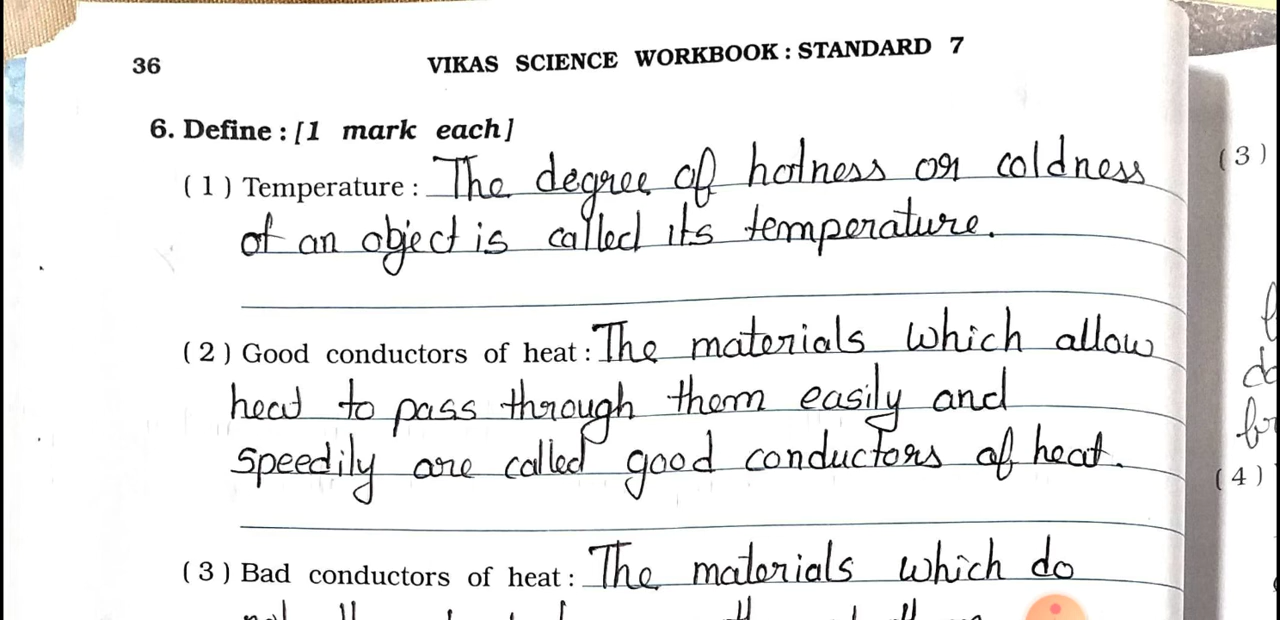 36 VIKAS SCIENCE WORKBOOK : STANDARD 7
6. Define : [1 mark each]
(1) Temperature : The degree of hotness or coldness
of an object is called its temperature.
(2) Good conductors of heat : The materials which allow
heat to pass through them easily and
speedily are called good conductors of heat.
(3) Bad conductors of heat : The materials which do
(3)
(4)